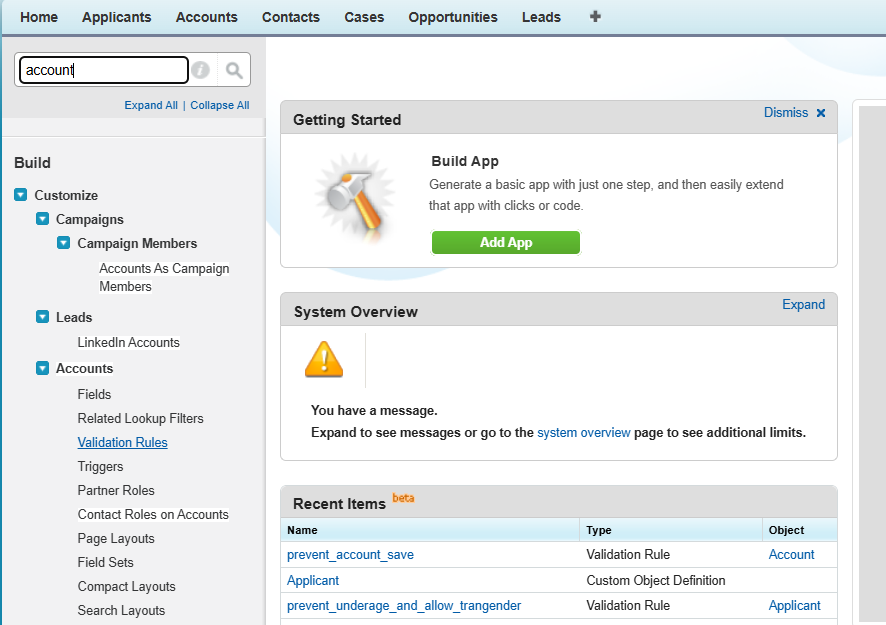 Home Applicants Accounts Contacts Cases Opportunities Leads
account
Expand All | Collapse All
Build
Customize
Campaigns
Campaign Members
Accounts As Campaign
Members
Leads
LinkedIn Accounts
Accounts
Fields
Related Lookup Filters
Validation Rules
Triggers
Partner Roles
Contact Roles on Accounts
Page Layouts
Field Sets
Compact Layouts
Search Layouts
Getting Started
Dismiss
Build App
Generate a basic app with just one step, and then easily extend
that app with clicks or code.
Add App
System Overview
Expand
You have a message.
Expand to see messages or go to the system overview page to see additional limits.
Recent Items beta
Name Type Object
prevent_account_save Validation Rule Account
Applicant Custom Object Definition
prevent_underage_and_allow_trangender Validation Rule Applicant